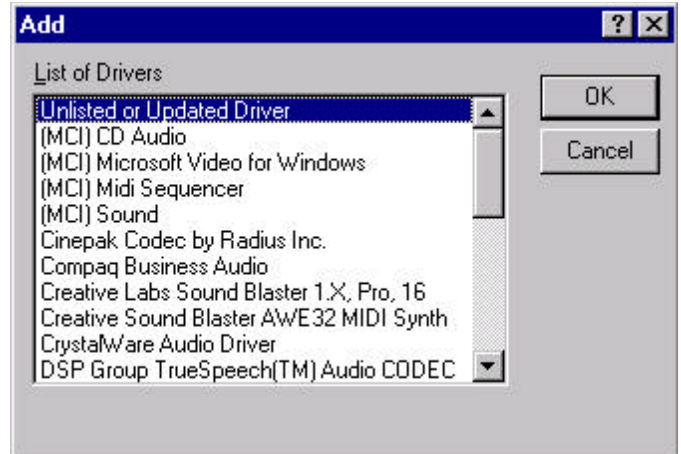 Add
List of Drivers
Unlisted or Updated Driver
(MCI) CD Audio
(MCI) Microsoft Video for Windows
(MCI) Midi Sequencer
(MCI) Sound
Cinepak Codec by Radius Inc.
Compaq Business Audio
Creative Labs Sound Blaster 1.X, Pro, 16
Creative Sound Blaster AWE32 MIDI Synth
CrystalWare Audio Driver
DSP Group TrueSpeech(TM) Audio CODEC
OK
Cancel